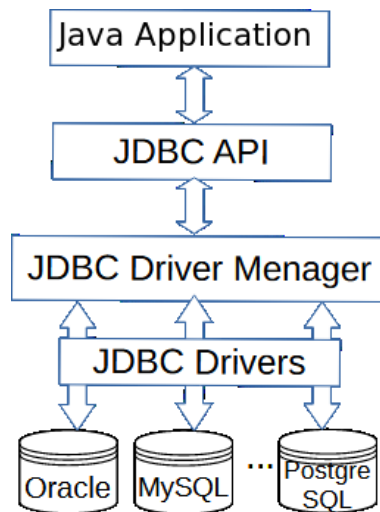 Java Application
JDBC API
JDBC Driver Menager
JDBC Drivers
Oracle
MySQL
...
Postgre
SQL